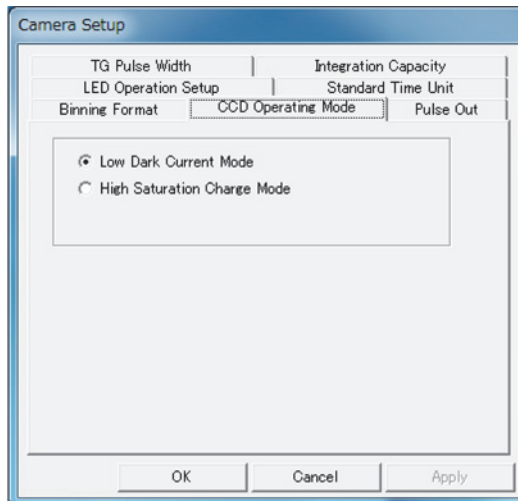 Camera Setup
TG Pulse Width Integration Capacity
LED Operation Setup Standard Time Unit
Binning Format CCD Operating Mode Pulse Out
Low Dark Current Mode
High Saturation Charge Mode
OK Cancel Apply